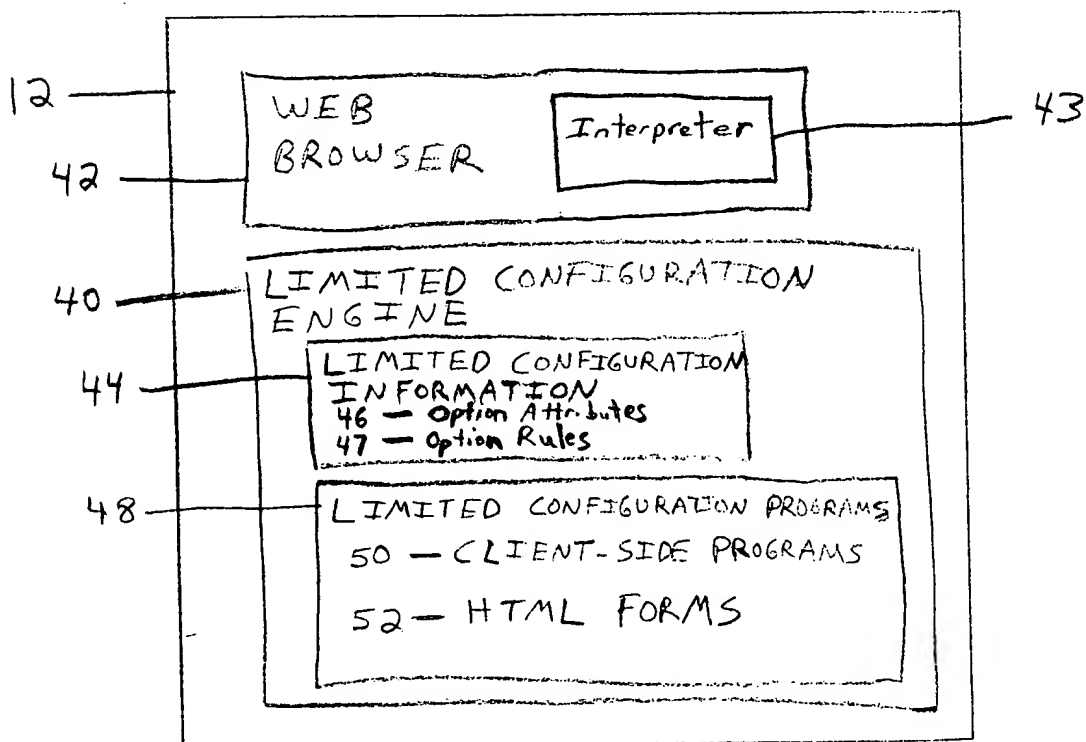 12
WEB
BROWSER
Interpreter
43
42
40
LIMITED CONFIGURATION
ENGINE
44
LIMITED CONFIGURATION
INFORMATION
46 — Option Attributes
47 — Option Rules
48
LIMITED CONFIGURATION PROGRAMS
50 — CLIENT-SIDE PROGRAMS
52 — HTML FORMS